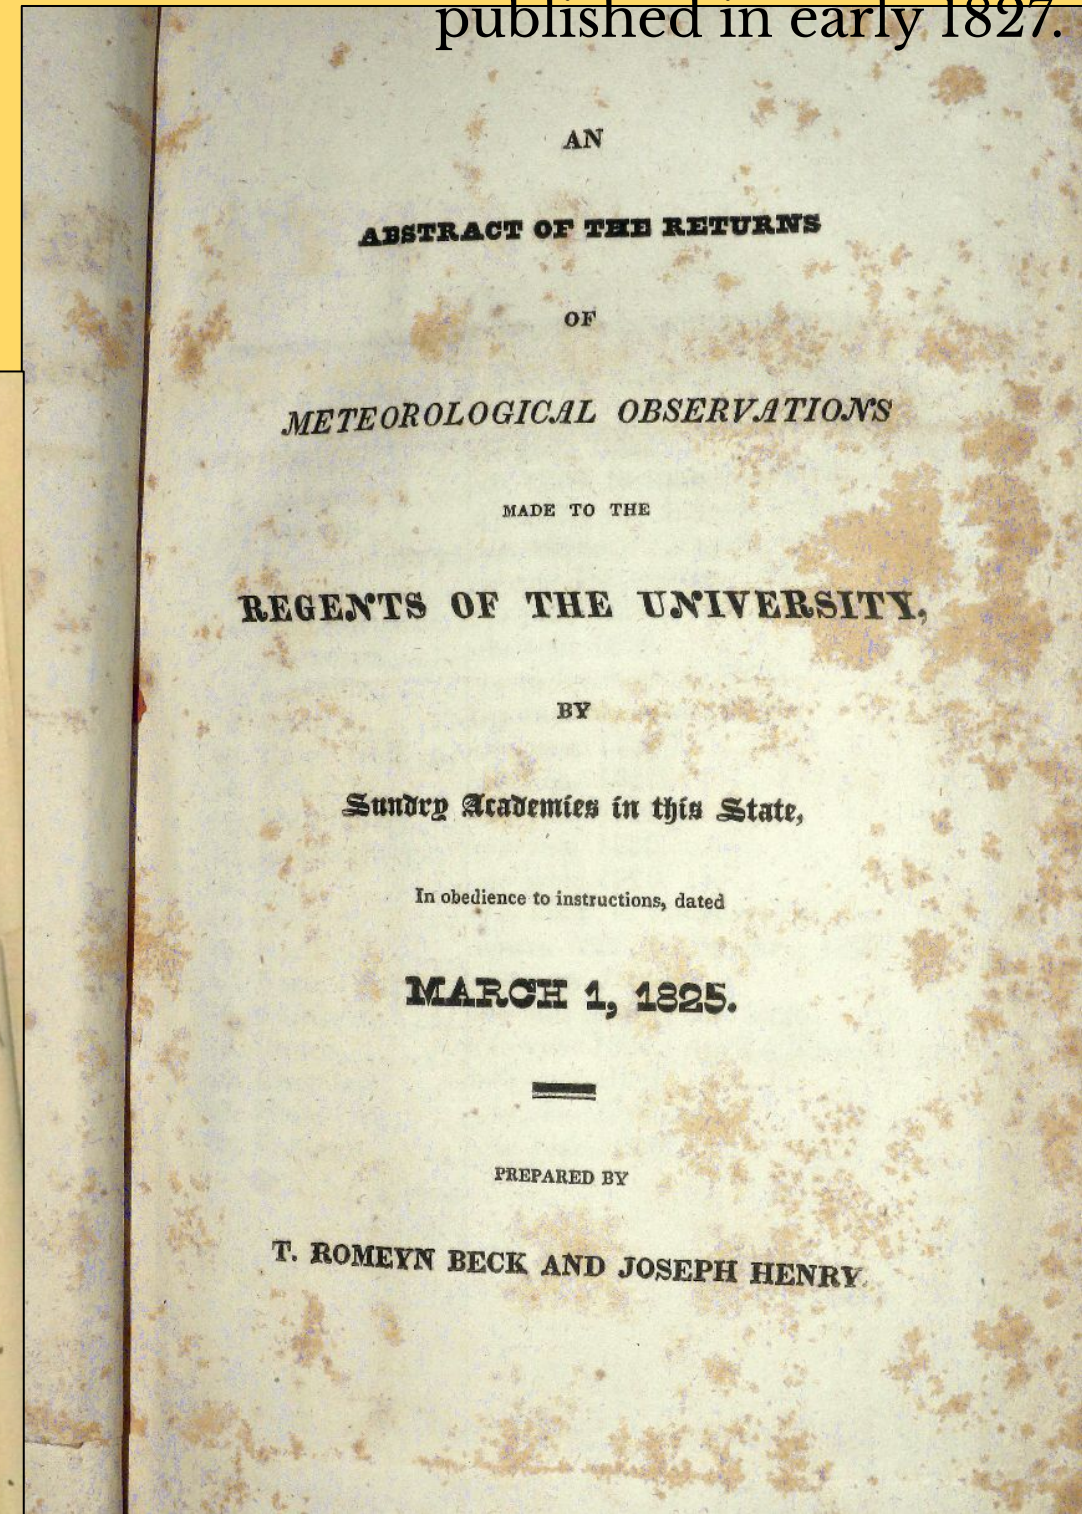 published in early 1827.
AN
ABSTRACT OF THE RETURNS
OF
METEOROLOGICAL OBSERVATIONS
MADE TO THE
REGENTS OF THE UNIVERSITY,
BY
Sundry Academies in this State,
In obedience to instructions, dated
MARCH 1, 1825.
PREPARED BY
T. ROMEYN BECK AND JOSEPH HENRY.